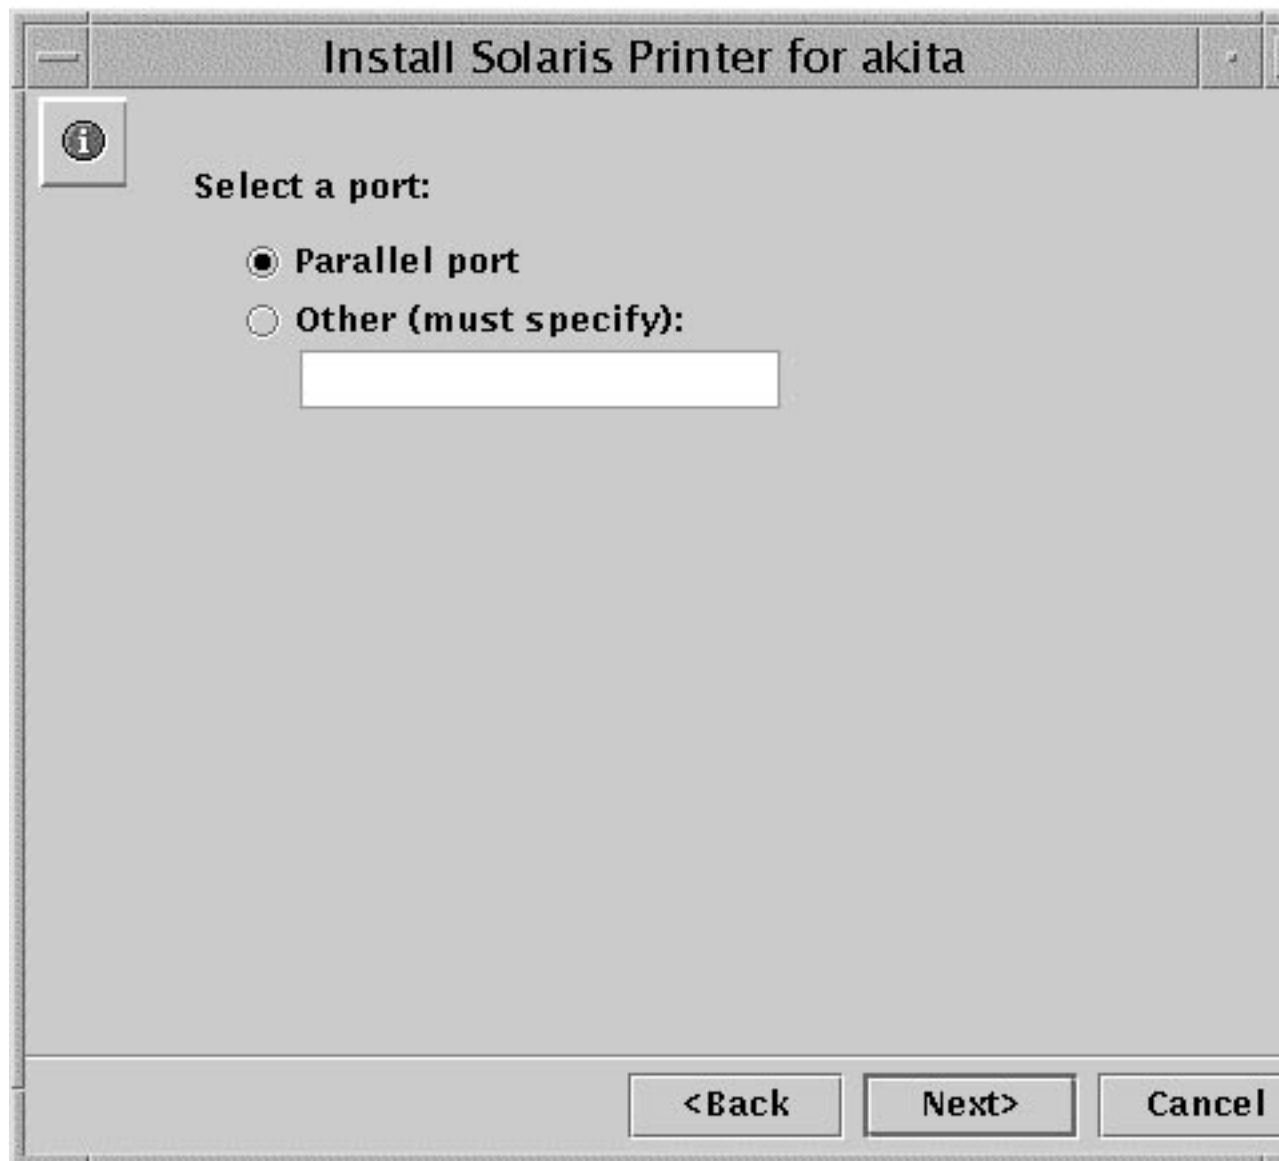 Install Solaris Printer for akita
Select a port:
Parallel port
Other (must specify):
<Back Next> Cancel